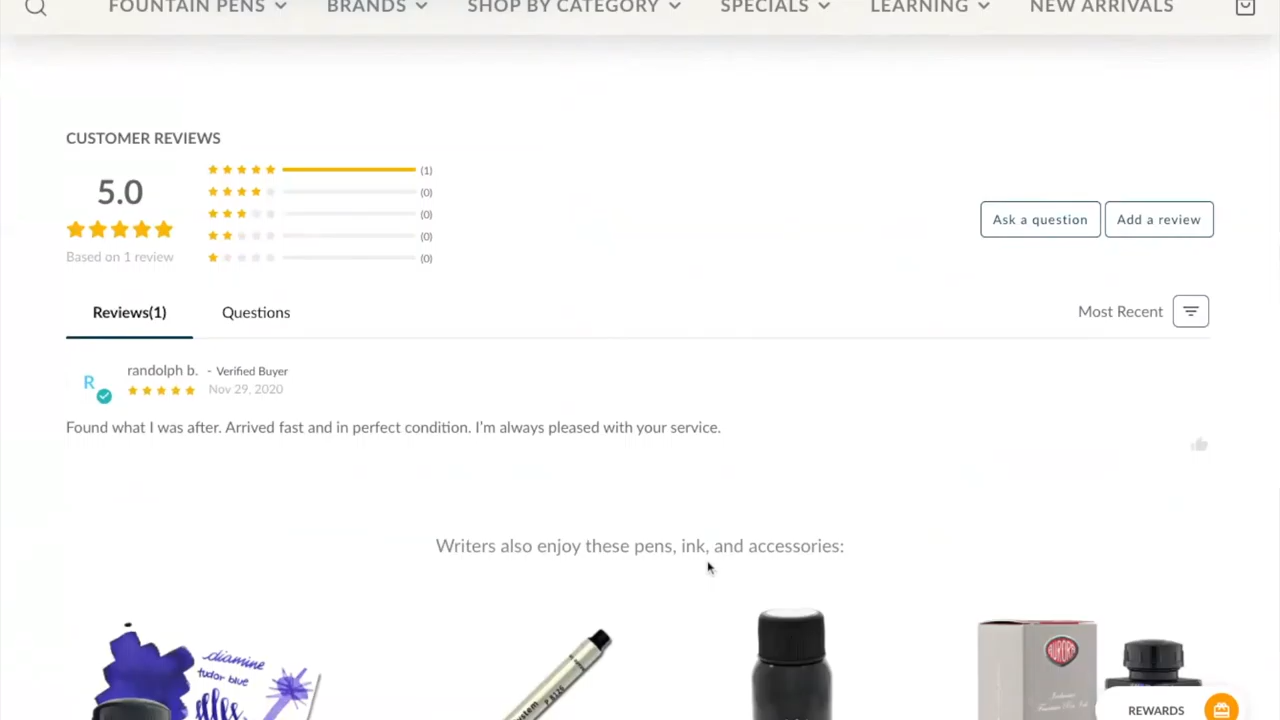 FOUNTAIN PENS BRANDS SHOP BY CATEGORY SPECIALS LEARNING NEW ARRIVALS
CUSTOMER REVIEWS
5.0
Based on 1 review
(1)
(0)
(0)
(0)
(0)
Ask a question Add a review
Reviews(1) Questions Most Recent
R randolph b. - Verified Buyer
Nov 29, 2020
Found what I was after. Arrived fast and in perfect condition. I'm always pleased with your service.
Writers also enjoy these pens, ink, and accessories:
diamine
tudor blue
AURORA
REWARDS